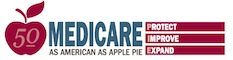 50
MEDICARE
AS AMERICAN AS APPLE PIE
PROTECT
IMPROVE
EXPAND